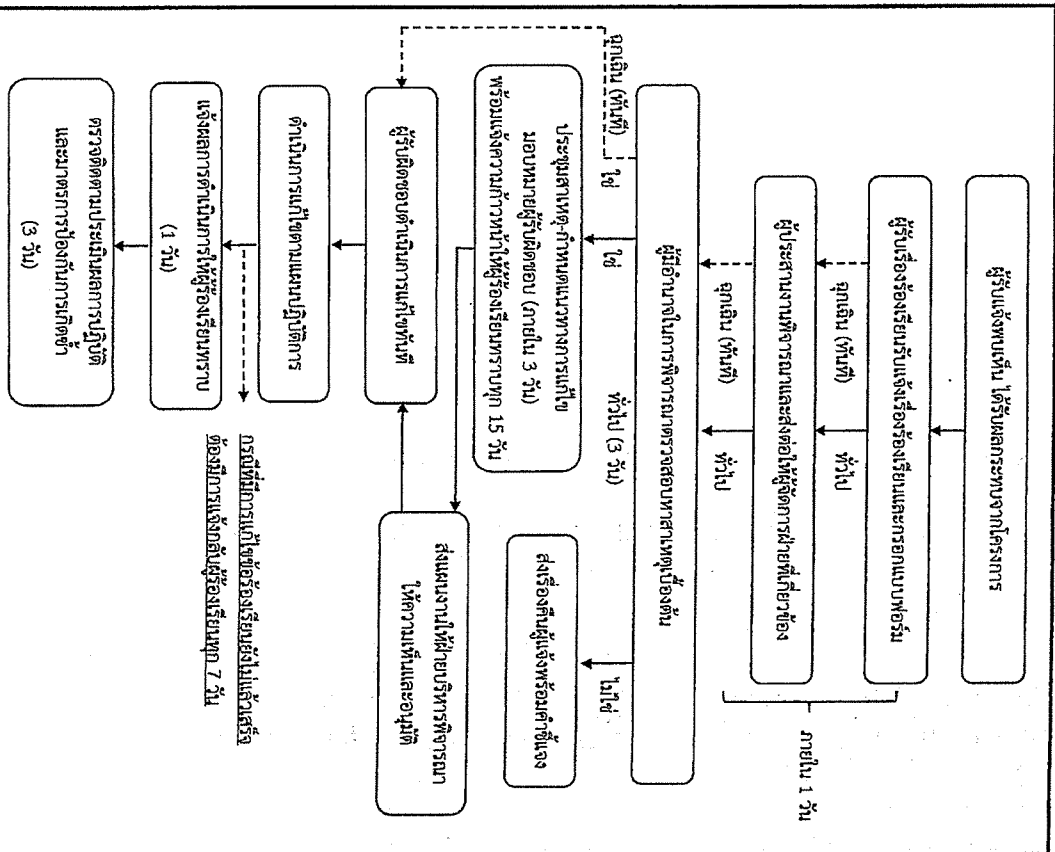 ผู้รับแจ้งพบเห็น ได้รับผลกระทบจากโครงการ
ผู้รับเรื่องร้องเรียนรับแจ้งเรื่องร้องเรียนและกรอกแบบฟอร์ม
ฉุกเฉิน (ทันที)
ทั่วไป
ภายใน 1 วัน
ผู้ประสานงานพิจารณาและส่งต่อให้ผู้จัดการฝ่ายที่เกี่ยวข้อง
ฉุกเฉิน (ทันที)
ทั่วไป
ผู้มีอำนาจในการพิจารณาตรวจสอบหาสาเหตุเบื้องต้น
ฉุกเฉิน (ทันที)
ใช่
ใช่
ทั่วไป (3 วัน)
ไม่ใช่
ประชุมสาเหตุ-กำหนดแนวทางการแก้ไข
มอบหมายผู้รับผิดชอบ (ภายใน 3 วัน)
พร้อมแจ้งความก้าวหน้าให้ผู้ร้องเรียนทราบทุก 15 วัน
ส่งเรื่องคืนผู้แจ้งพร้อมคำชี้แจง
ผู้รับผิดชอบดำเนินการแก้ไขทันที
ส่งแผนงานให้ฝ่ายบริหารพิจารณา
ให้ความเห็นและอนุมัติ
ดำเนินการแก้ไขตามแผนปฏิบัติการ
กรณีที่มีการแก้ไขข้อร้องเรียนยังไม่แล้วเสร็จ
ต้องมีการแจ้งกลับผู้ร้องเรียนทุก 7 วัน
แจ้งผลการดำเนินการให้ผู้ร้องเรียนทราบ
(1 วัน)
ตรวจติดตามประเมินผลการปฏิบัติ
และมาตรการป้องกันการเกิดซ้ำ
(3 วัน)